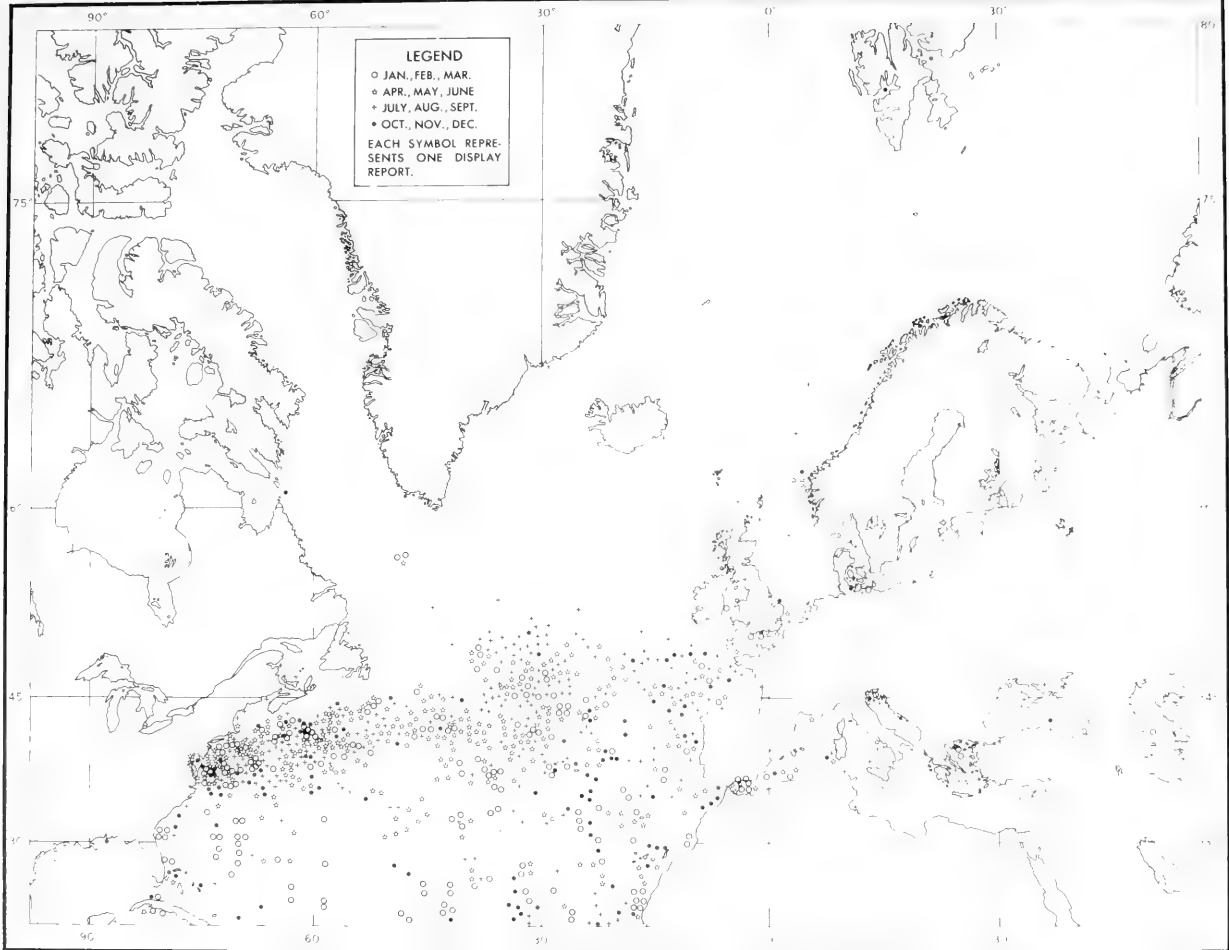 90° 60° 30° 0° 30° 80
LEGEND
○ JAN., FEB., MAR.
☆ APR., MAY, JUNE
+ JULY, AUG., SEPT.
• OCT., NOV., DEC.
EACH SYMBOL REPRE-
SENTS ONE DISPLAY
REPORT.
75°
45
60